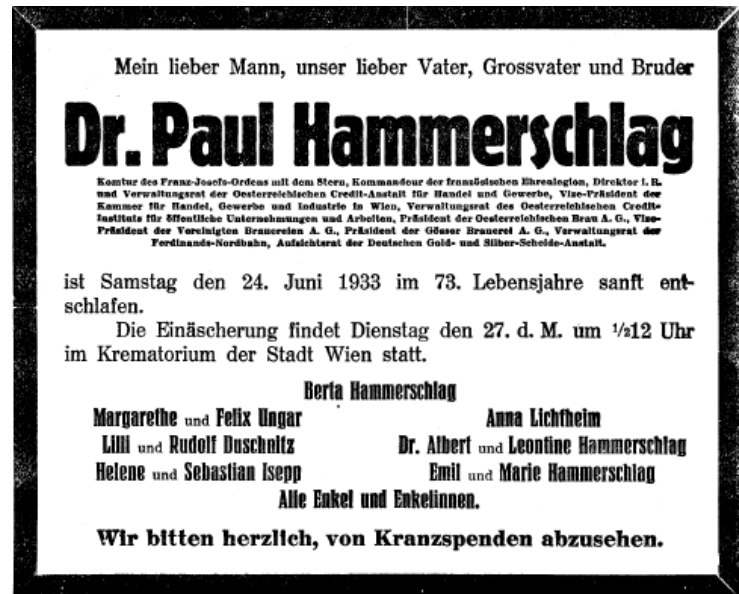 Mein lieber Mann, unser lieber Vater, Grossvater und Bruder
Dr. Paul Hammerschlag
Komtur des Franz-Josefs-Ordens mit dem Stern, Kommandeur der französischen Ehrenlegion, Direktor i. R.
und Verwaltungsrat der Oesterreichischen Credit-Anstalt für Handel und Gewerbe, Vize-Präsident der
Kammer für Handel, Gewerbe und Industrie in Wien, Verwaltungsrat des Oesterreichischen Credit-
Instituts für öffentliche Unternehmungen und Arbeiten, Präsident der Oesterreichischen Brau A. G., Vize-
Präsident der Vereinigten Brauereien A. G., Präsident der Gösser Brauerei A. G., Verwaltungsrat der
Ferdinands-Nordbahn, Aufsichtsrat der Deutschen Gold- und Silber-Scheide-Anstalt.
ist Samstag den 24. Juni 1933 im 73. Lebensjahre sanft ent-
schlafen.
Die Einäscherung findet Dienstag den 27. d. M. um ½12 Uhr
im Krematorium der Stadt Wien statt.
Berta Hammerschlag
Margarethe und Felix Ungar Anna Lichtheim
Lilli und Rudolf Duschnitz Dr. Albert und Leontine Hammerschlag
Helene und Sebastian Isepp Emil und Marie Hammerschlag
Alle Enkel und Enkelinnen.
Wir bitten herzlich, von Kranzspenden abzusehen.